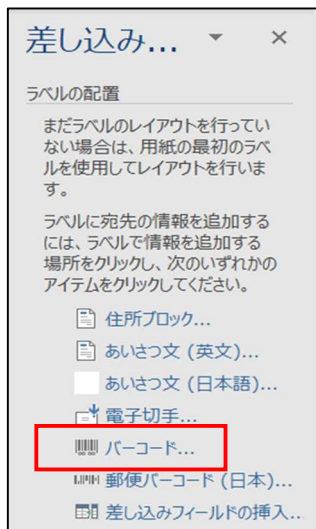 差し込み...
ラベルの配置
まだラベルのレイアウトを行ってい
ない場合は、用紙の最初のラベ
ルを使用してレイアウトを行いま
す。
ラベルに宛先の情報を追加する
には、ラベルで情報を追加する
場所をクリックし、次のいずれかの
アイテムをクリックしてください。
住所ブロック...
あいさつ文 (英文)...
あいさつ文 (日本語)...
電子切手...
バーコード...
郵便バーコード (日本)...
差し込みフィールドの挿入...